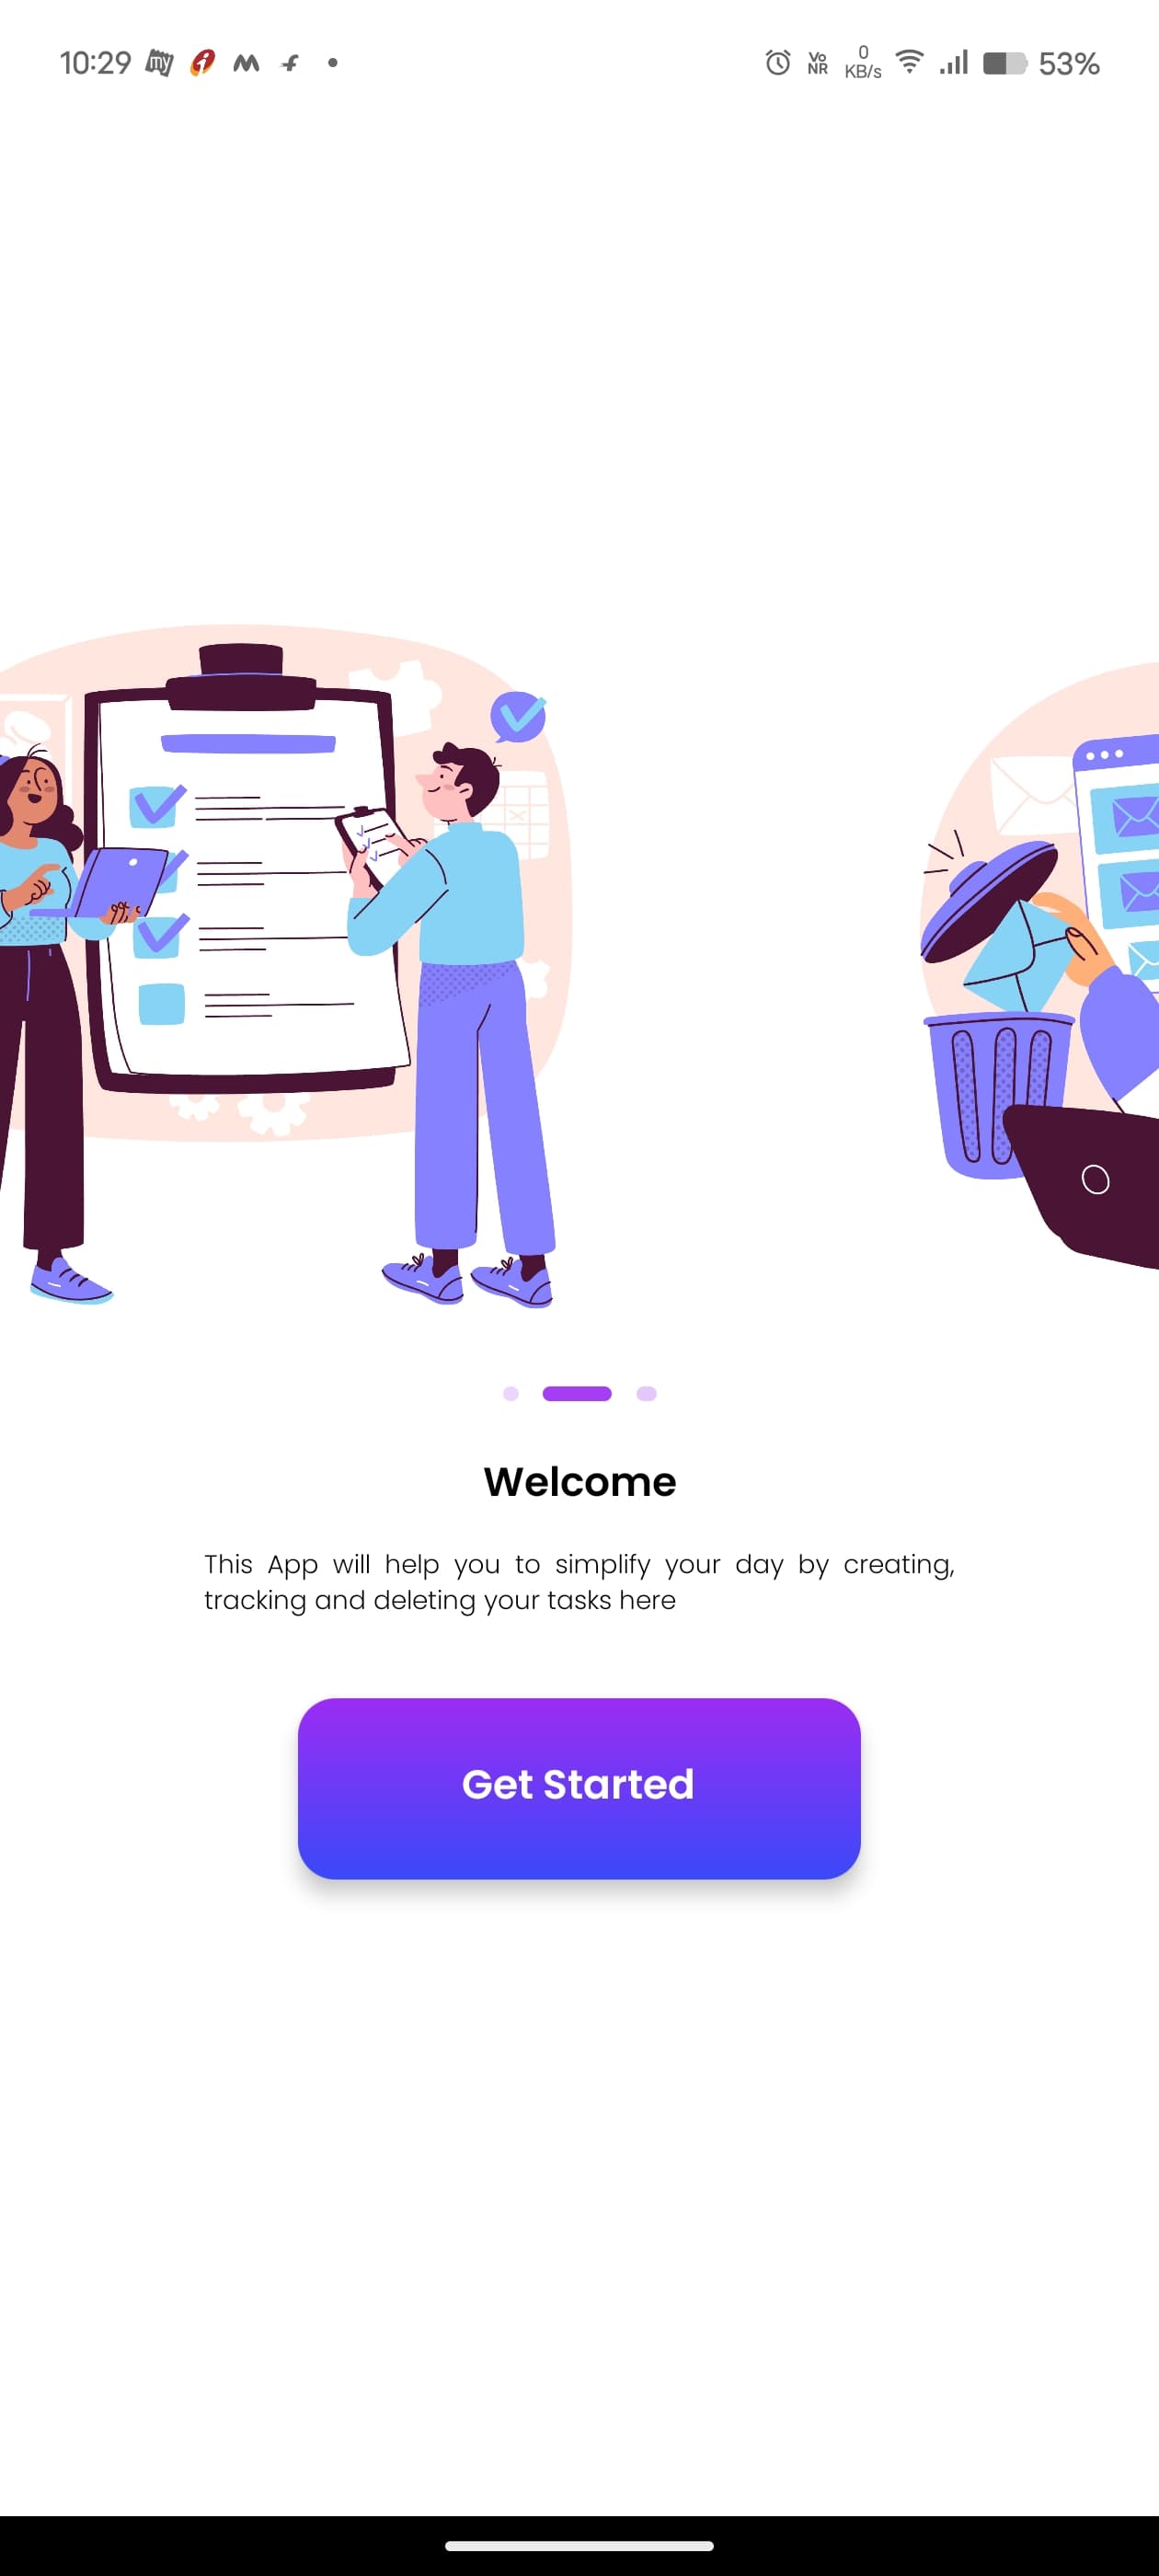 10:29 my
Vo
NR
0
KB/s
53%
Welcome
This App will help you to simplify your day by creating,
tracking and deleting your tasks here
Get Started